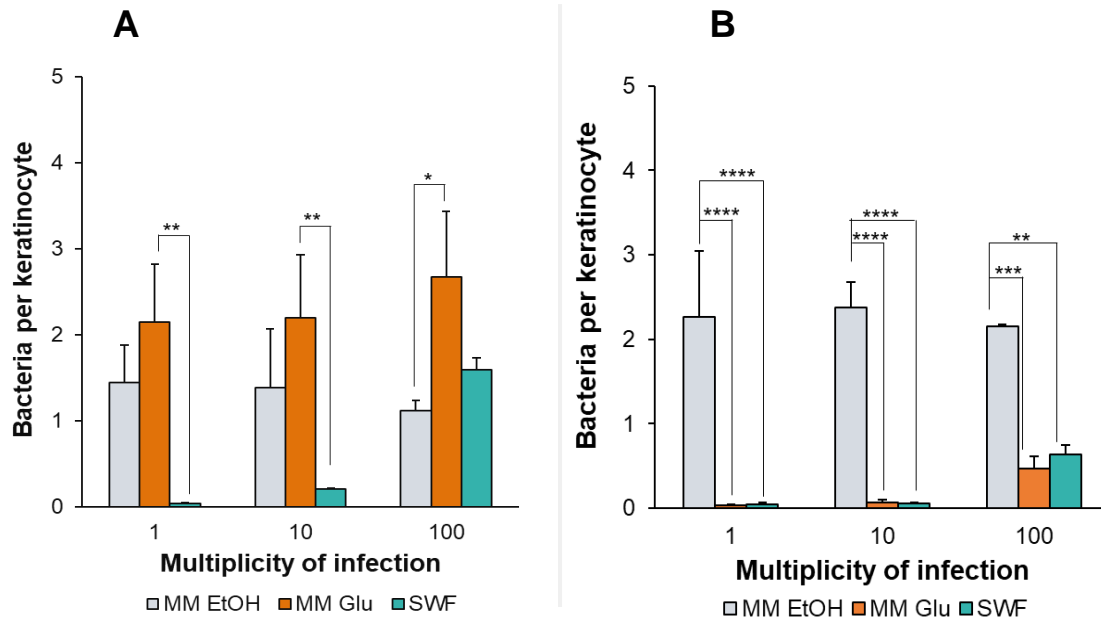 A
Bacteria per keratinocyte
5
4
3
2
1
0
**
**
*
1 10 100
Multiplicity of infection
MM EtOH MM Glu SWF
B
Bacteria per keratinocyte
5
4
3
2
1
0
****
****
****
****
**
***
1 10 100
Multiplicity of infection
MM EtOH MM Glu SWF